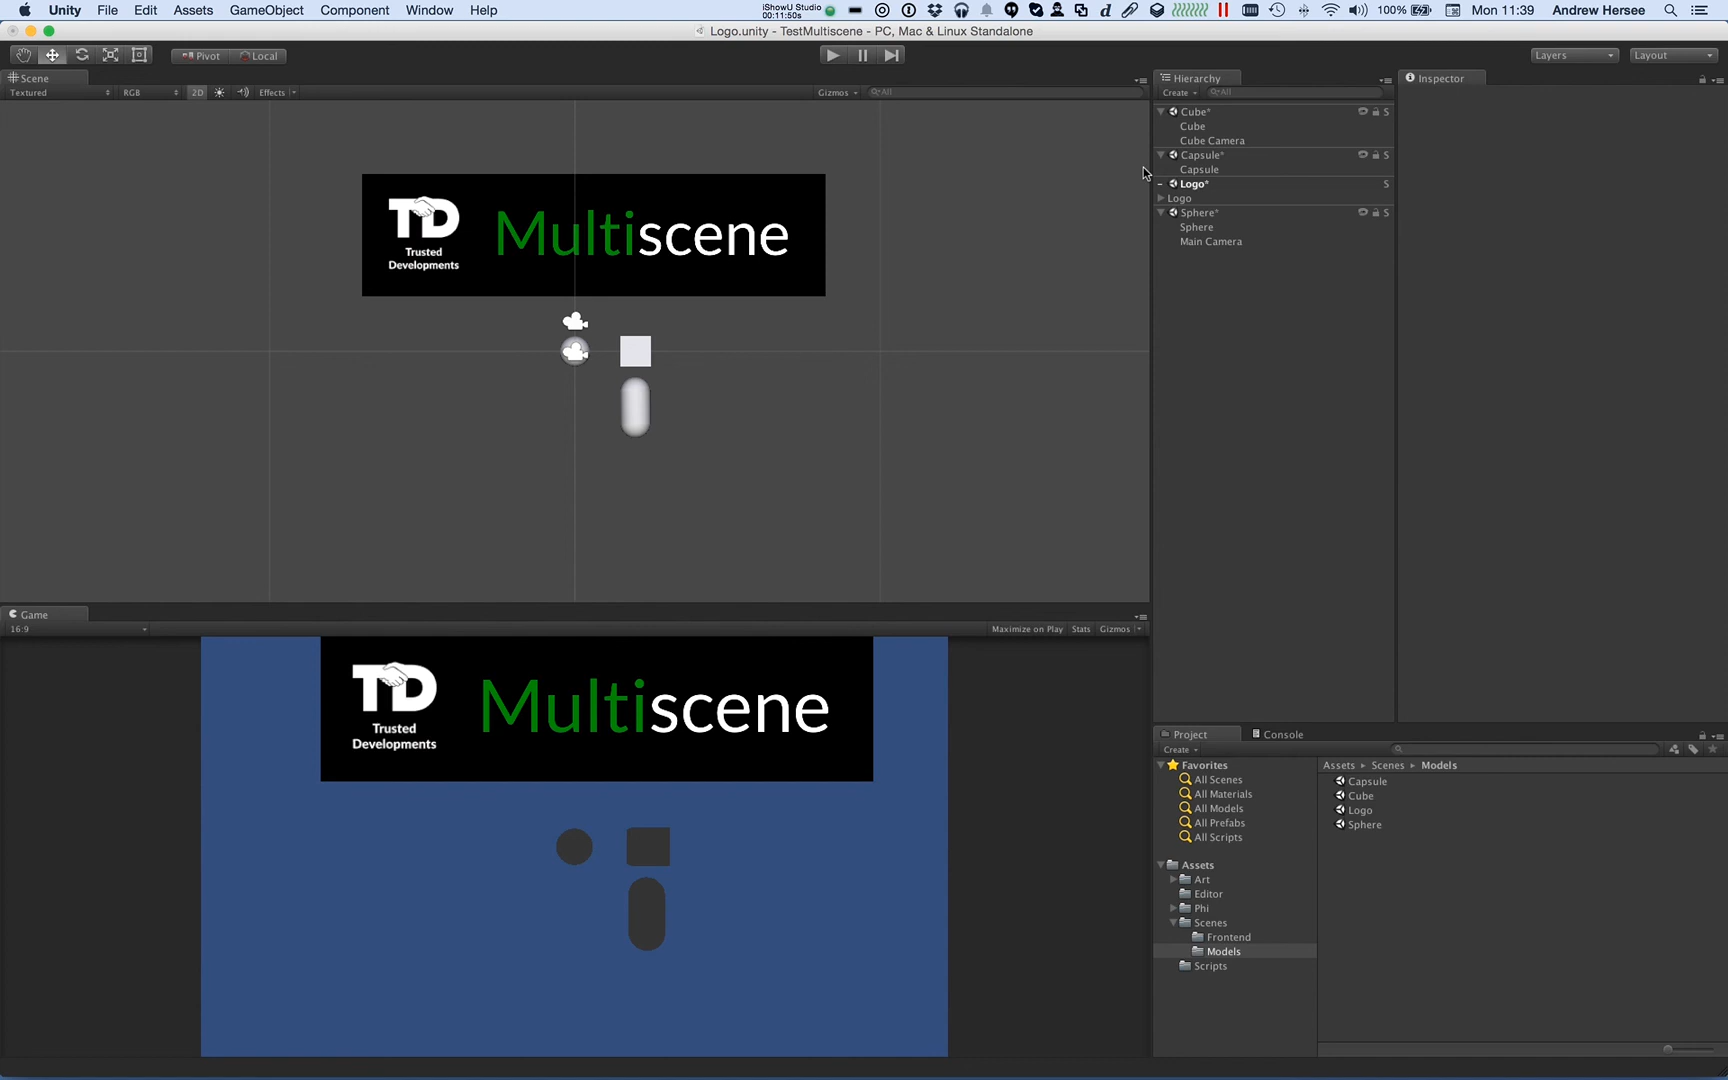 Unity File Edit Assets GameObject Component Window Help iShowU Studio 00:11:50s 100% Mon 11:39 Andrew Hersee
Logo.unity - TestMultiscene - PC, Mac & Linux Standalone
Pivot Local Layers Layout
Scene
Textured RGB 2D Effects Gizmos All
TD
Trusted
Developments
Multiscene
Game
16:9 Maximize on Play Stats Gizmos
TD
Trusted
Developments
Multiscene
Hierarchy
Create All
Cube*
Cube
Cube Camera
Capsule*
Capsule
Logo*
Logo
Sphere*
Sphere
Main Camera
S
S
S
S
Inspector
Project Console
Create
Favorites
All Scenes
All Materials
All Models
All Prefabs
All Scripts
Assets
Art
Editor
Phi
Scenes
Frontend
Models
Scripts
Assets Scenes Models
Capsule
Cube
Logo
Sphere